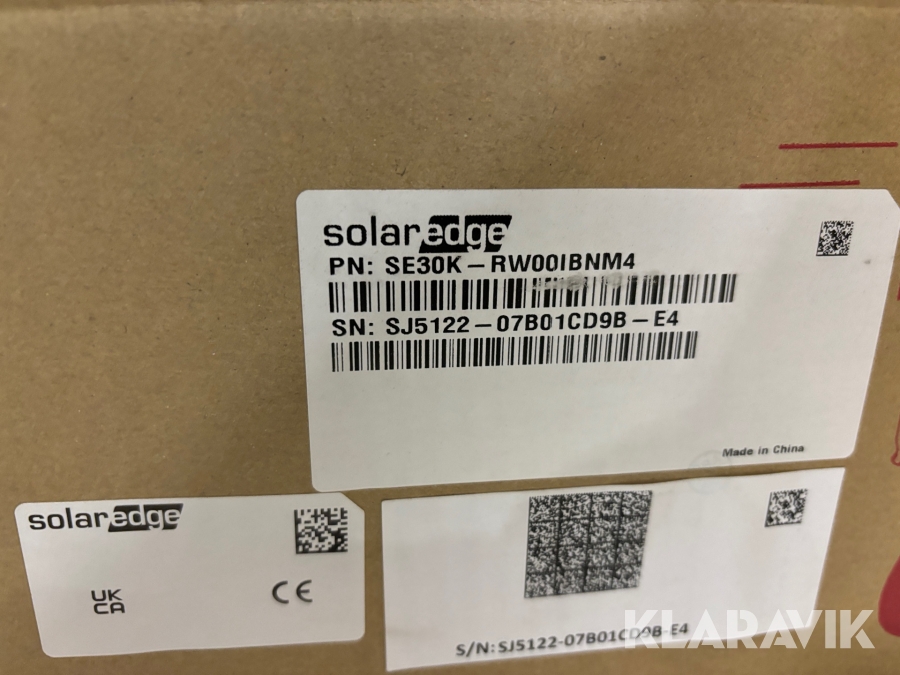 solaredge
PN: SE30K-RW00IBNM4
SN: SJ5122-07B01CD9B-E4
Made in China
solaredge
UK
CA
CE
S/N:SJ5122-07B01CD9B-E4
KLARAVIK